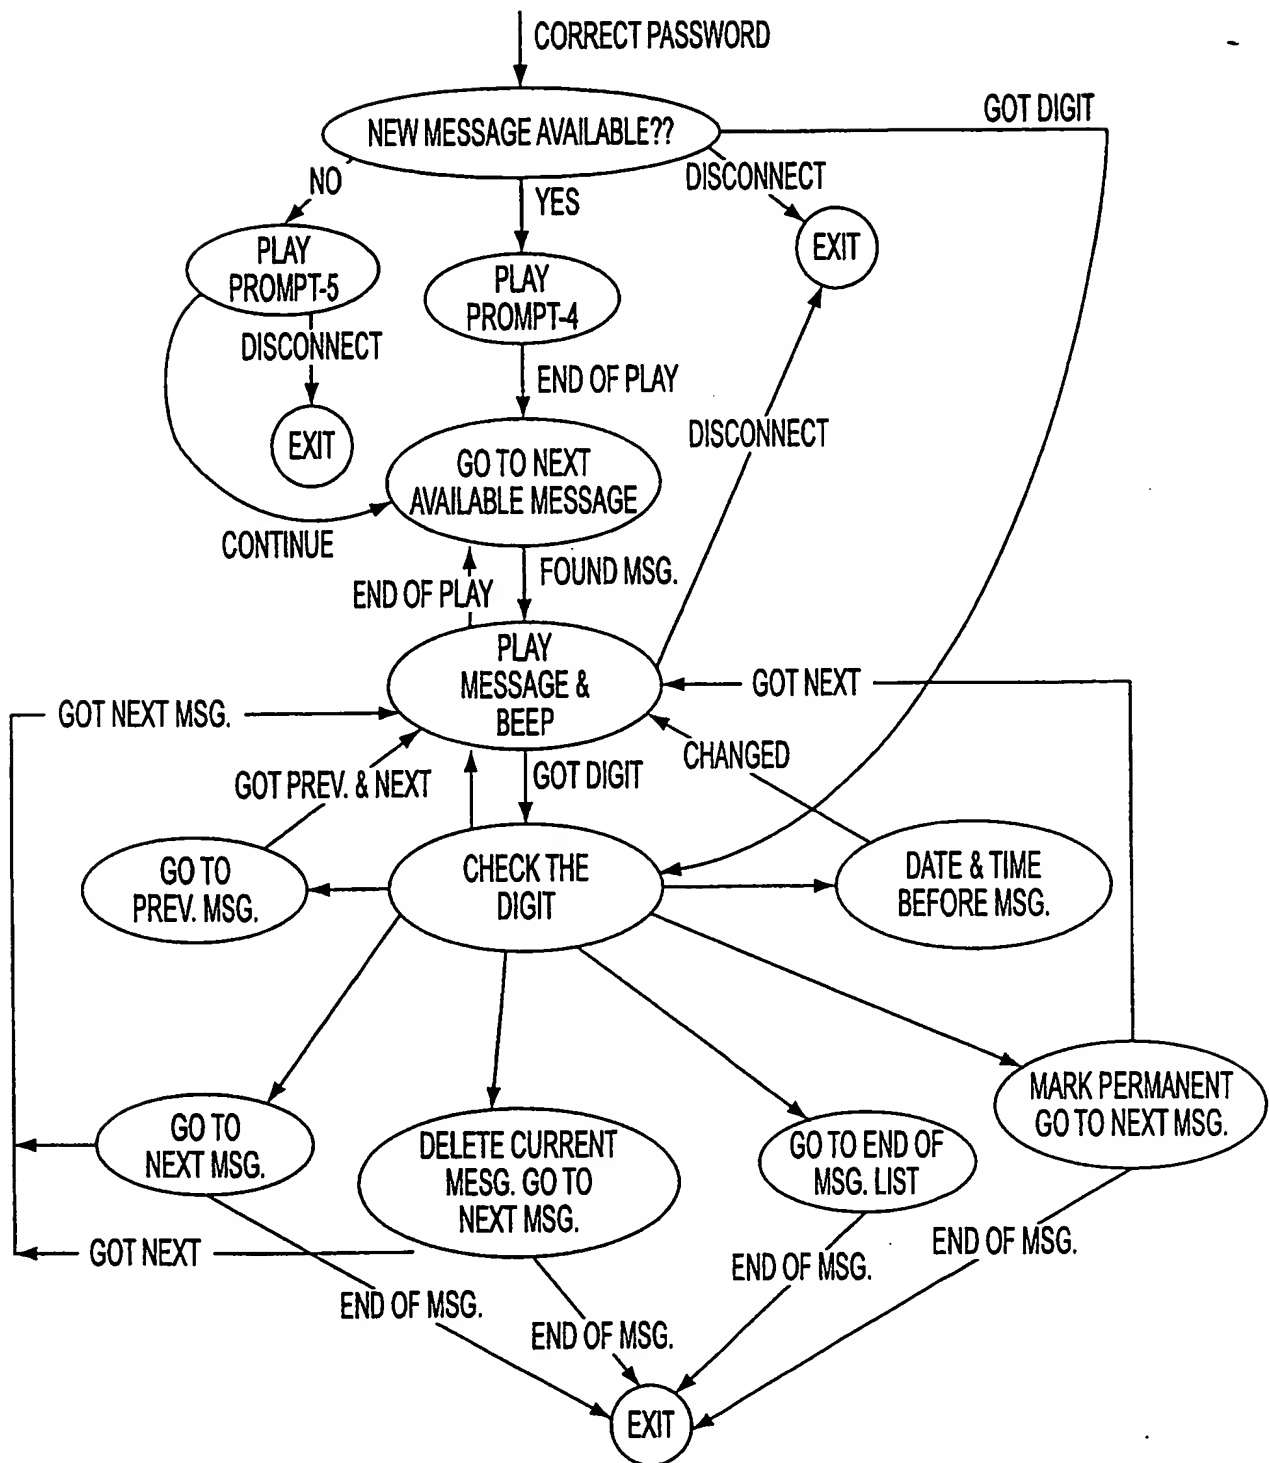 CORRECT PASSWORD
GOT DIGIT
NEW MESSAGE AVAILABLE??
NO
YES
DISCONNECT
EXIT
PLAY
PROMPT-5
PLAY
PROMPT-4
DISCONNECT
END OF PLAY
EXIT
DISCONNECT
GO TO NEXT
AVAILABLE MESSAGE
CONTINUE
END OF PLAY
FOUND MSG.
PLAY
MESSAGE &
BEEP
GOT NEXT
GOT NEXT MSG.
CHANGED
GOT PREV. & NEXT
GOT DIGIT
GO TO
PREV. MSG.
CHECK THE
DIGIT
DATE & TIME
BEFORE MSG.
MARK PERMANENT
GO TO NEXT MSG.
GO TO
NEXT MSG.
DELETE CURRENT
MESG. GO TO
NEXT MSG.
GO TO END OF
MSG. LIST
GOT NEXT
END OF MSG.
END OF MSG.
END OF MSG.
END OF MSG.
EXIT